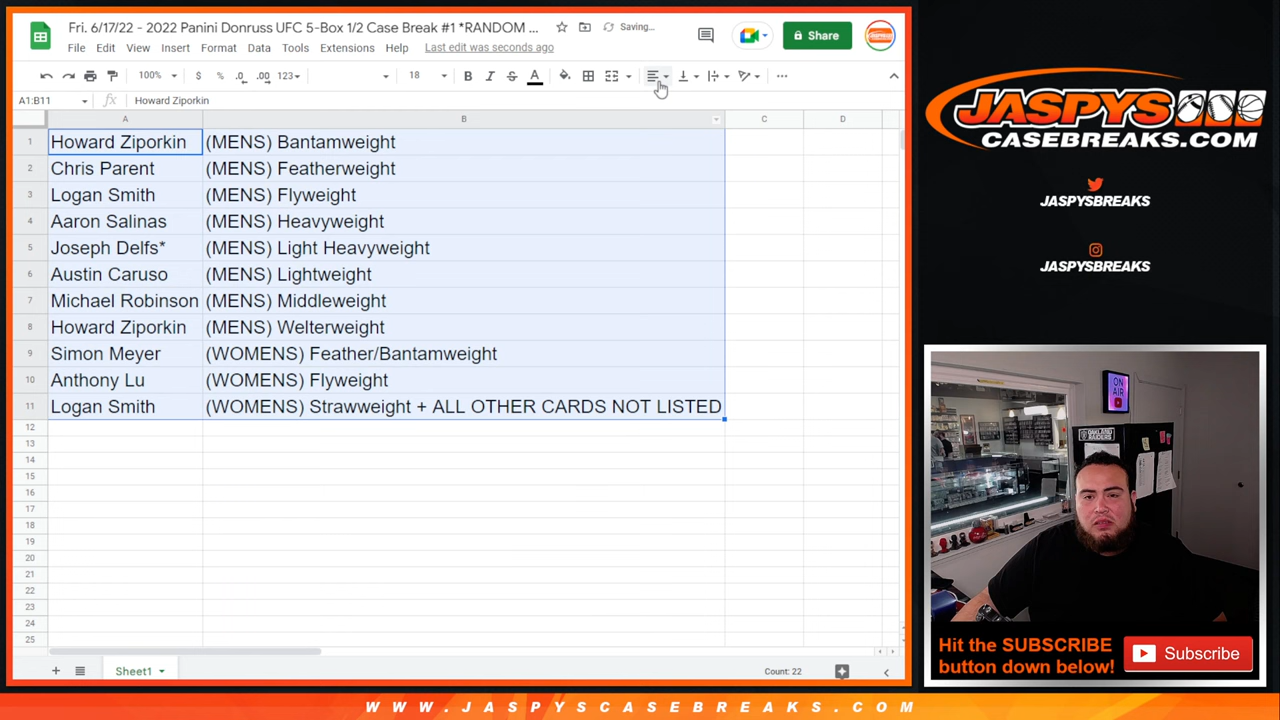 Fri. 6/17/22 - 2022 Panini Donruss UFC 5-Box 1/2 Case Break #1 *RANDOM ...
Saving...
Share
File Edit View Insert Format Data Tools Extensions Help Last edit was seconds ago
100% $ % .0 .00 123 18 B I S A
A1:B11 fx Howard Ziporkin
A B C D
1 Howard Ziporkin (MENS) Bantamweight
2 Chris Parent (MENS) Featherweight
3 Logan Smith (MENS) Flyweight
4 Aaron Salinas (MENS) Heavyweight
5 Joseph Delfs* (MENS) Light Heavyweight
6 Austin Caruso (MENS) Lightweight
7 Michael Robinson (MENS) Middleweight
8 Howard Ziporkin (MENS) Welterweight
9 Simon Meyer (WOMENS) Feather/Bantamweight
10 Anthony Lu (WOMENS) Flyweight
11 Logan Smith (WOMENS) Strawweight + ALL OTHER CARDS NOT LISTED
12
13
14
15
16
17
18
19
20
21
22
23
24
25
Sheet1 Count: 22
JASPYS
CASEBREAKS.COM
JASPYSBREAKS
JASPYSBREAKS
ON
AIR
OAKLAND
RAIDERS
Hit the SUBSCRIBE
button down below!
Subscribe
WWW.JASPYSCASEBREAKS.COM